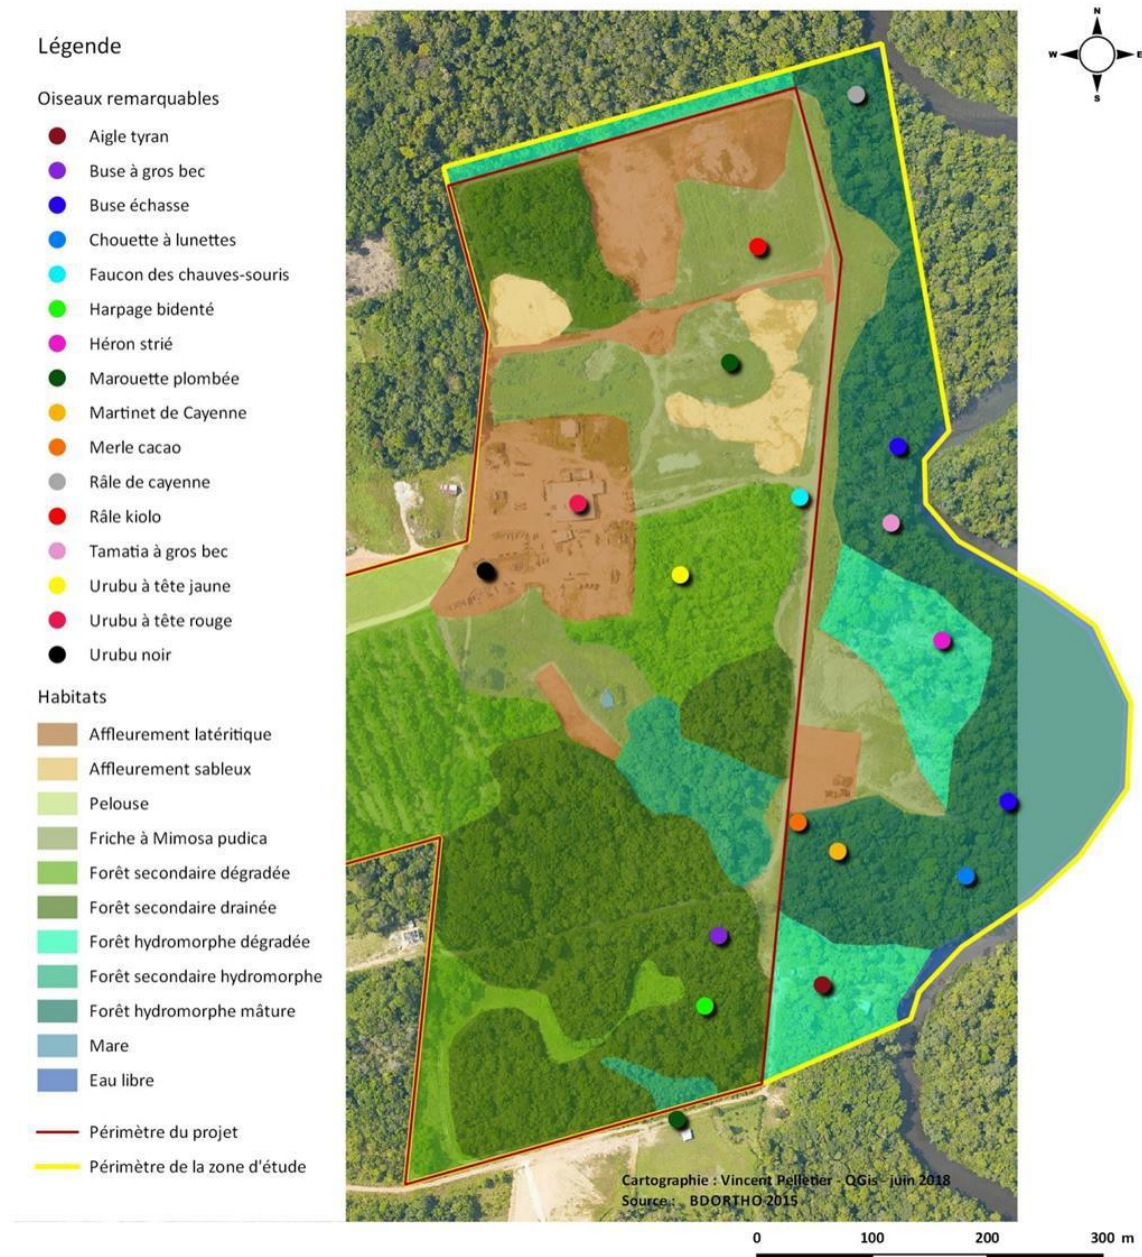 Légende
Oiseaux remarquables
Aigle tyran
Buse à gros bec
Buse échasse
Chouette à lunettes
Faucon des chauves-souris
Harpage bidenté
Héron strié
Marouette plombée
Martinet de Cayenne
Merle cacao
Râle de cayenne
Râle kiolo
Tamatia à gros bec
Urubu à tête jaune
Urubu à tête rouge
Urubu noir
Habitats
Affleurement latéritique
Affleurement sableux
Pelouse
Friche à Mimosa pudica
Forêt secondaire dégradée
Forêt secondaire drainée
Forêt hydromorphe dégradée
Forêt secondaire hydromorphe
Forêt hydromorphe mâture
Mare
Eau libre
Périmètre du projet
Périmètre de la zone d'étude
N
W E
S
Cartographie : Vincent Pelletier - QGis - juin 2018
Source : BDORTHO 2015
0 100 200 300 m